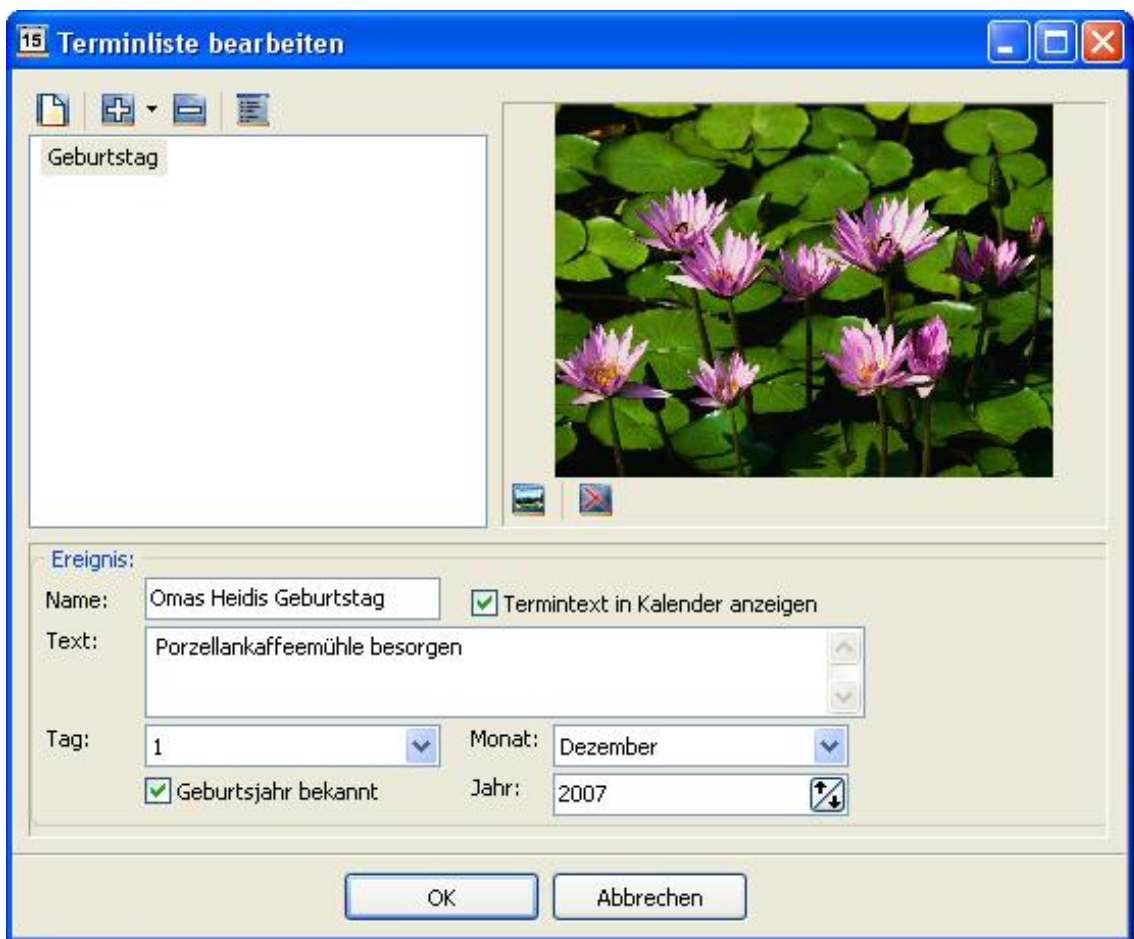 15 Terminliste bearbeiten
Geburtstag
Ereignis:
Name: Omas Heidis Geburtstag Termintext in Kalender anzeigen
Text: Porzellankaffeemühle besorgen
Tag: 1 Monat: Dezember
Geburtsjahr bekannt Jahr: 2007
OK Abbrechen